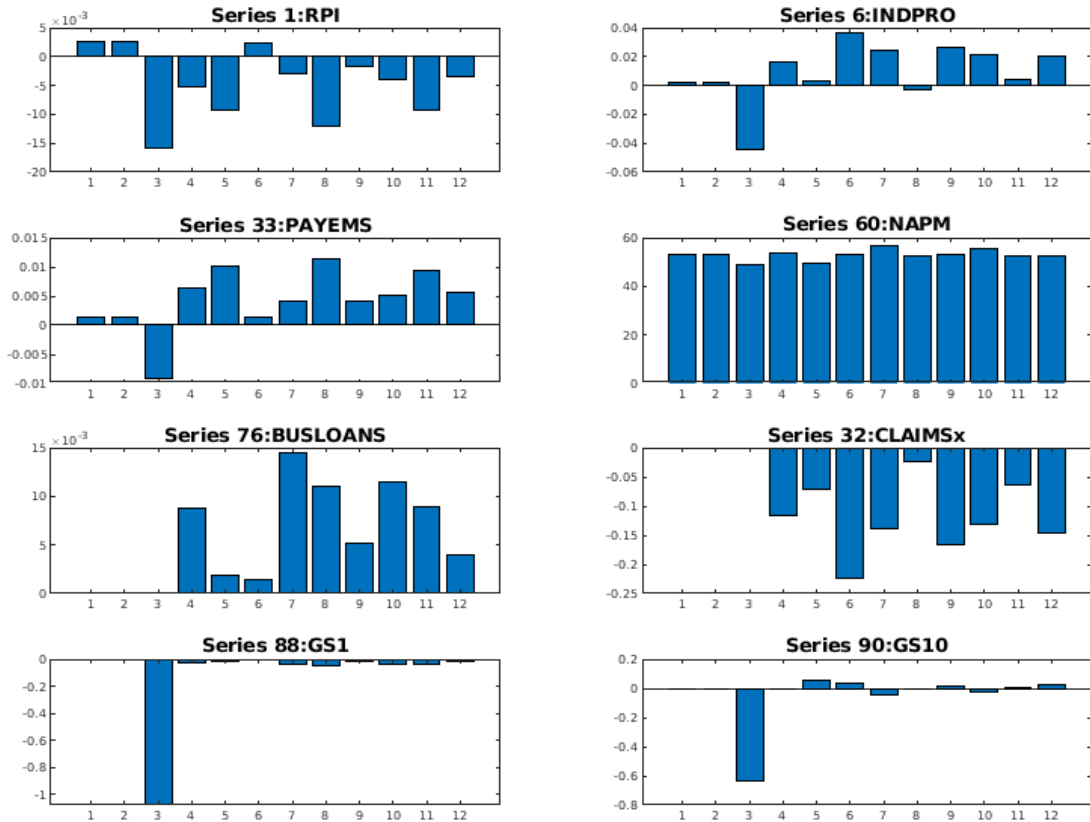 Series 1:RPI
×10⁻³
5
0
-5
-10
-15
-20
1 2 3 4 5 6 7 8 9 10 11 12
Series 6:INDPRO
0.04
0.02
0
-0.02
-0.04
-0.06
1 2 3 4 5 6 7 8 9 10 11 12
Series 33:PAYEMS
0.015
0.01
0.005
0
-0.005
-0.01
1 2 3 4 5 6 7 8 9 10 11 12
Series 60:NAPM
60
40
20
0
1 2 3 4 5 6 7 8 9 10 11 12
Series 76:BUSLOANS
×10⁻³
15
10
5
0
1 2 3 4 5 6 7 8 9 10 11 12
Series 32:CLAIMSx
0
-0.05
-0.1
-0.15
-0.2
-0.25
1 2 3 4 5 6 7 8 9 10 11 12
Series 88:GS1
0
-0.2
-0.4
-0.6
-0.8
-1
1 2 3 4 5 6 7 8 9 10 11 12
Series 90:GS10
0.2
0
-0.2
-0.4
-0.6
-0.8
1 2 3 4 5 6 7 8 9 10 11 12